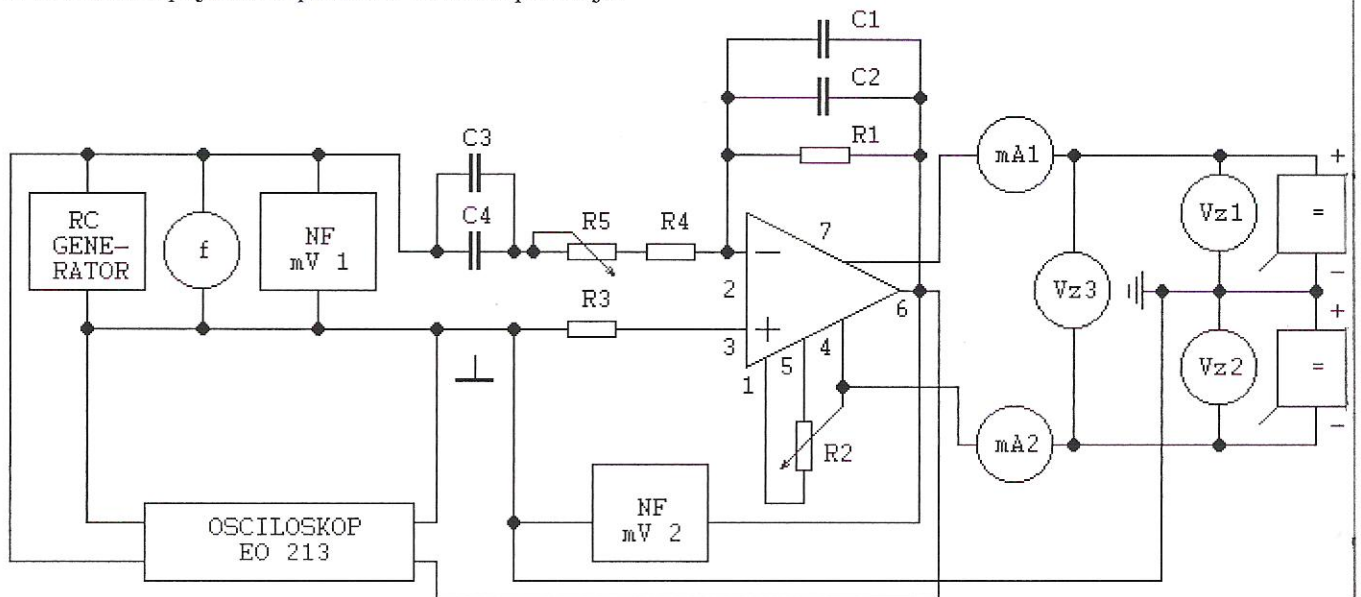 C1
C2
R1
C3
C4
R5
R4
R3
RC
GENE-
RATOR
f
NF
mV 1
mA1
Vz1
=
+
-
Vz3
Vz2
=
+
-
mA2
-
+
2
3
7
6
1
5
4
R2
NF
mV 2
OSCILOSKOP
EO 213